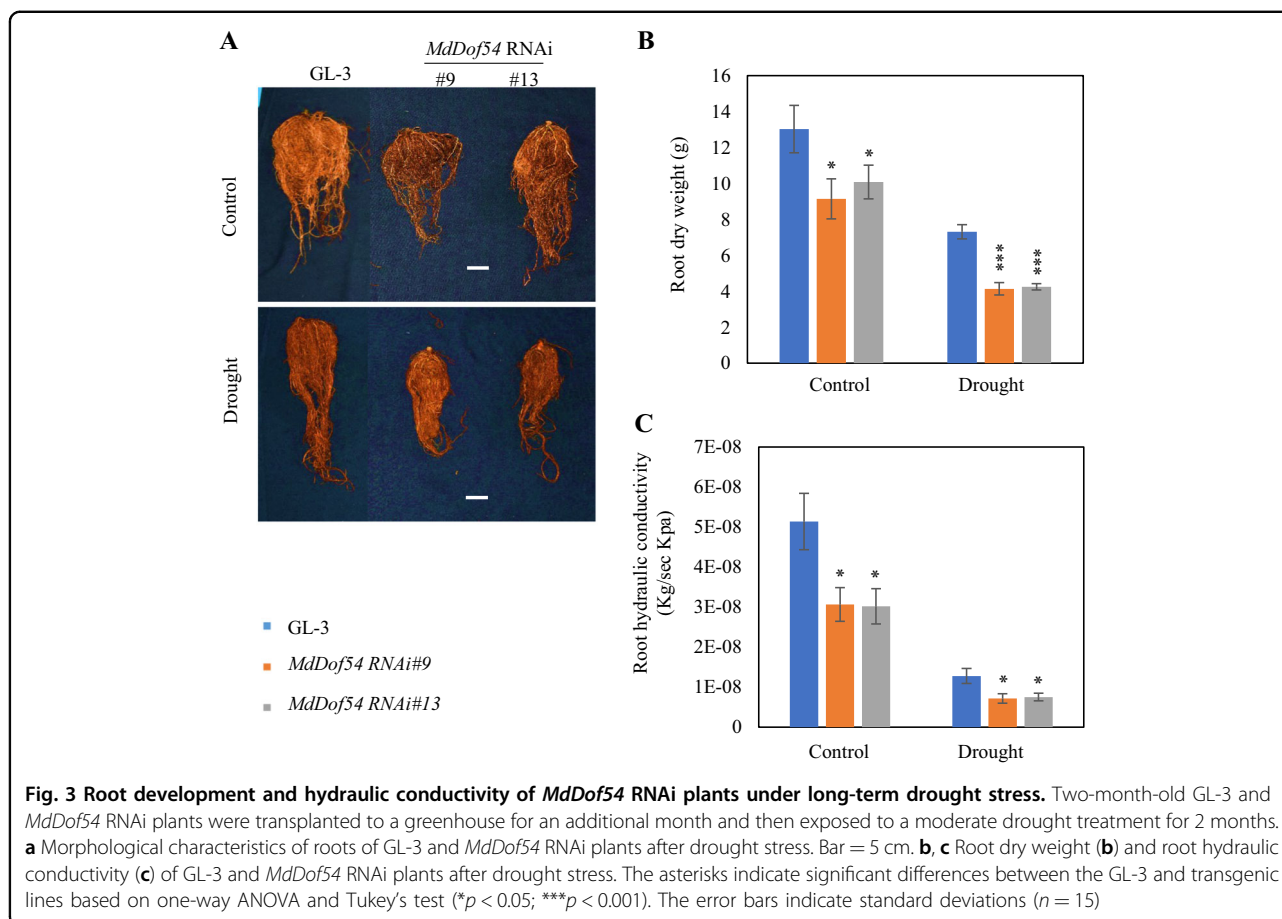 A
MdDof54 RNAi
GL-3
#9
#13
Control
Drought
GL-3
MdDof54 RNAi#9
MdDof54 RNAi#13
B
Root dry weight (g)
16
14
12
10
8
6
4
2
0
*
*
***
***
Control
Drought
C
Root hydraulic conductivity
(Kg/sec Kpa)
7E-08
6E-08
5E-08
4E-08
3E-08
2E-08
1E-08
0
*
*
*
*
Control
Drought
Fig. 3 Root development and hydraulic conductivity of MdDof54 RNAi plants under long-term drought stress. Two-month-old GL-3 and
MdDof54 RNAi plants were transplanted to a greenhouse for an additional month and then exposed to a moderate drought treatment for 2 months.
a Morphological characteristics of roots of GL-3 and MdDof54 RNAi plants after drought stress. Bar = 5 cm. b, c Root dry weight (b) and root hydraulic
conductivity (c) of GL-3 and MdDof54 RNAi plants after drought stress. The asterisks indicate significant differences between the GL-3 and transgenic
lines based on one-way ANOVA and Tukey's test (*p < 0.05; ***p < 0.001). The error bars indicate standard deviations (n = 15)